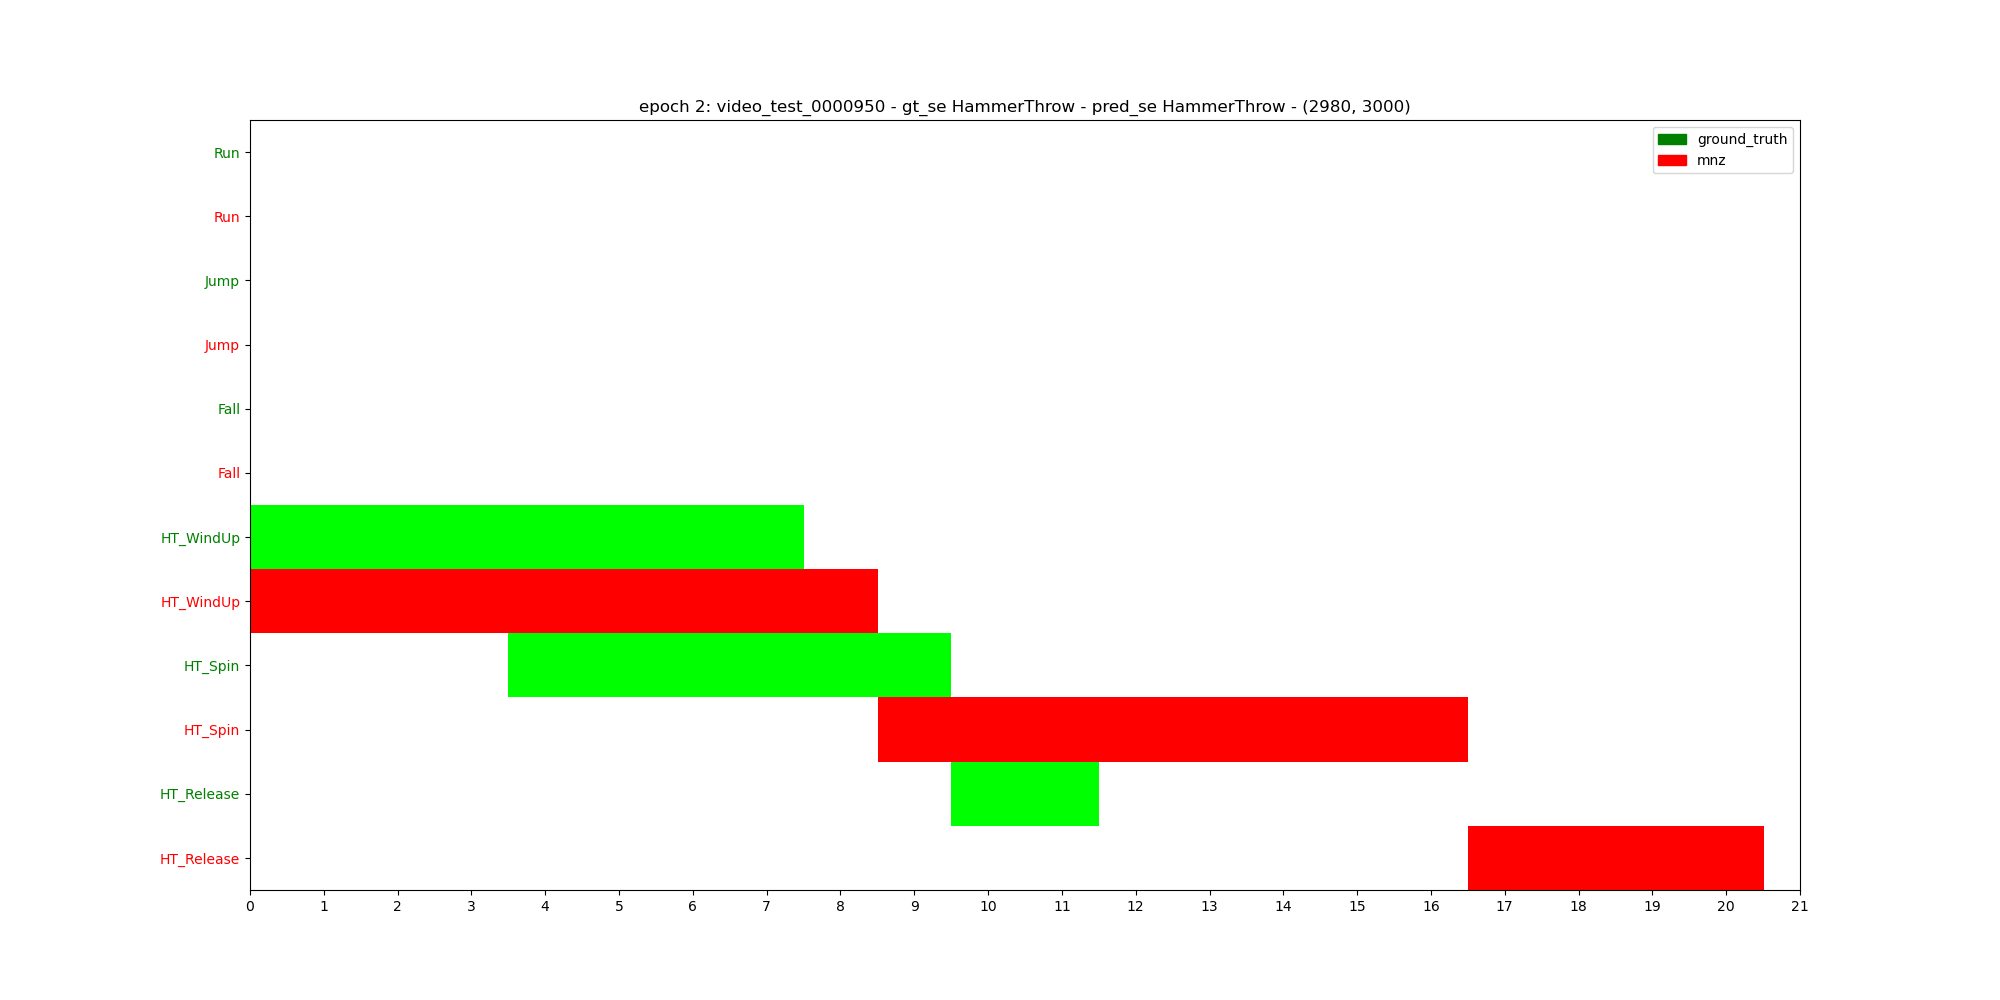 epoch 2: video_test_0000950 - gt_se HammerThrow - pred_se HammerThrow - (2980, 3000)
ground_truth
mnz
Run
Run
Jump
Jump
Fall
Fall
HT_WindUp
HT_WindUp
HT_Spin
HT_Spin
HT_Release
HT_Release
0 1 2 3 4 5 6 7 8 9 10 11 12 13 14 15 16 17 18 19 20 21